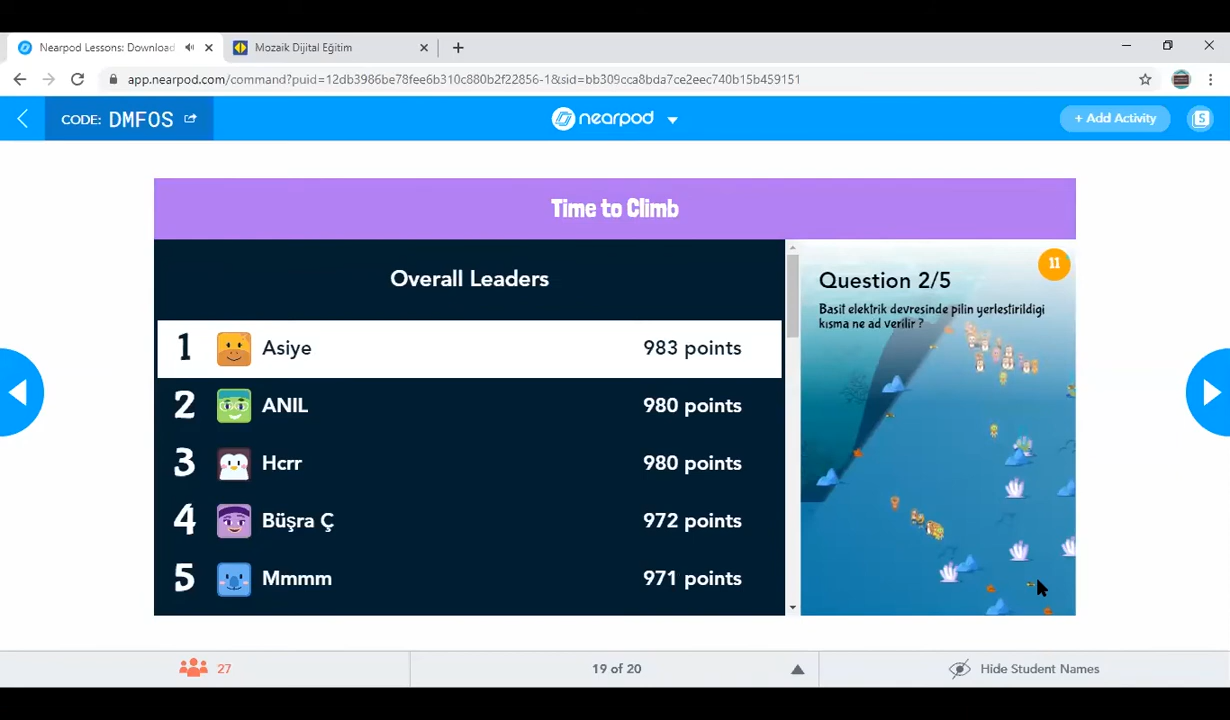 Nearpod Lessons: Download
Mozaik Dijital Eğitim
app.nearpod.com/command?puid=12db3986be78fee6b310c880b2f22856-1&sid=bb309cca8bda7ce2eec740b15b459151
CODE: DMFOS
nearpod
+ Add Activity
S
Time to Climb
Overall Leaders
1 Asiye 983 points
2 ANIL 980 points
3 Hcrr 980 points
4 Büşra Ç 972 points
5 Mmmm 971 points
11
Question 2/5
Basit elektrik devresinde pilin yerlestirildigi
kısma ne ad verilir ?
27
19 of 20
Hide Student Names